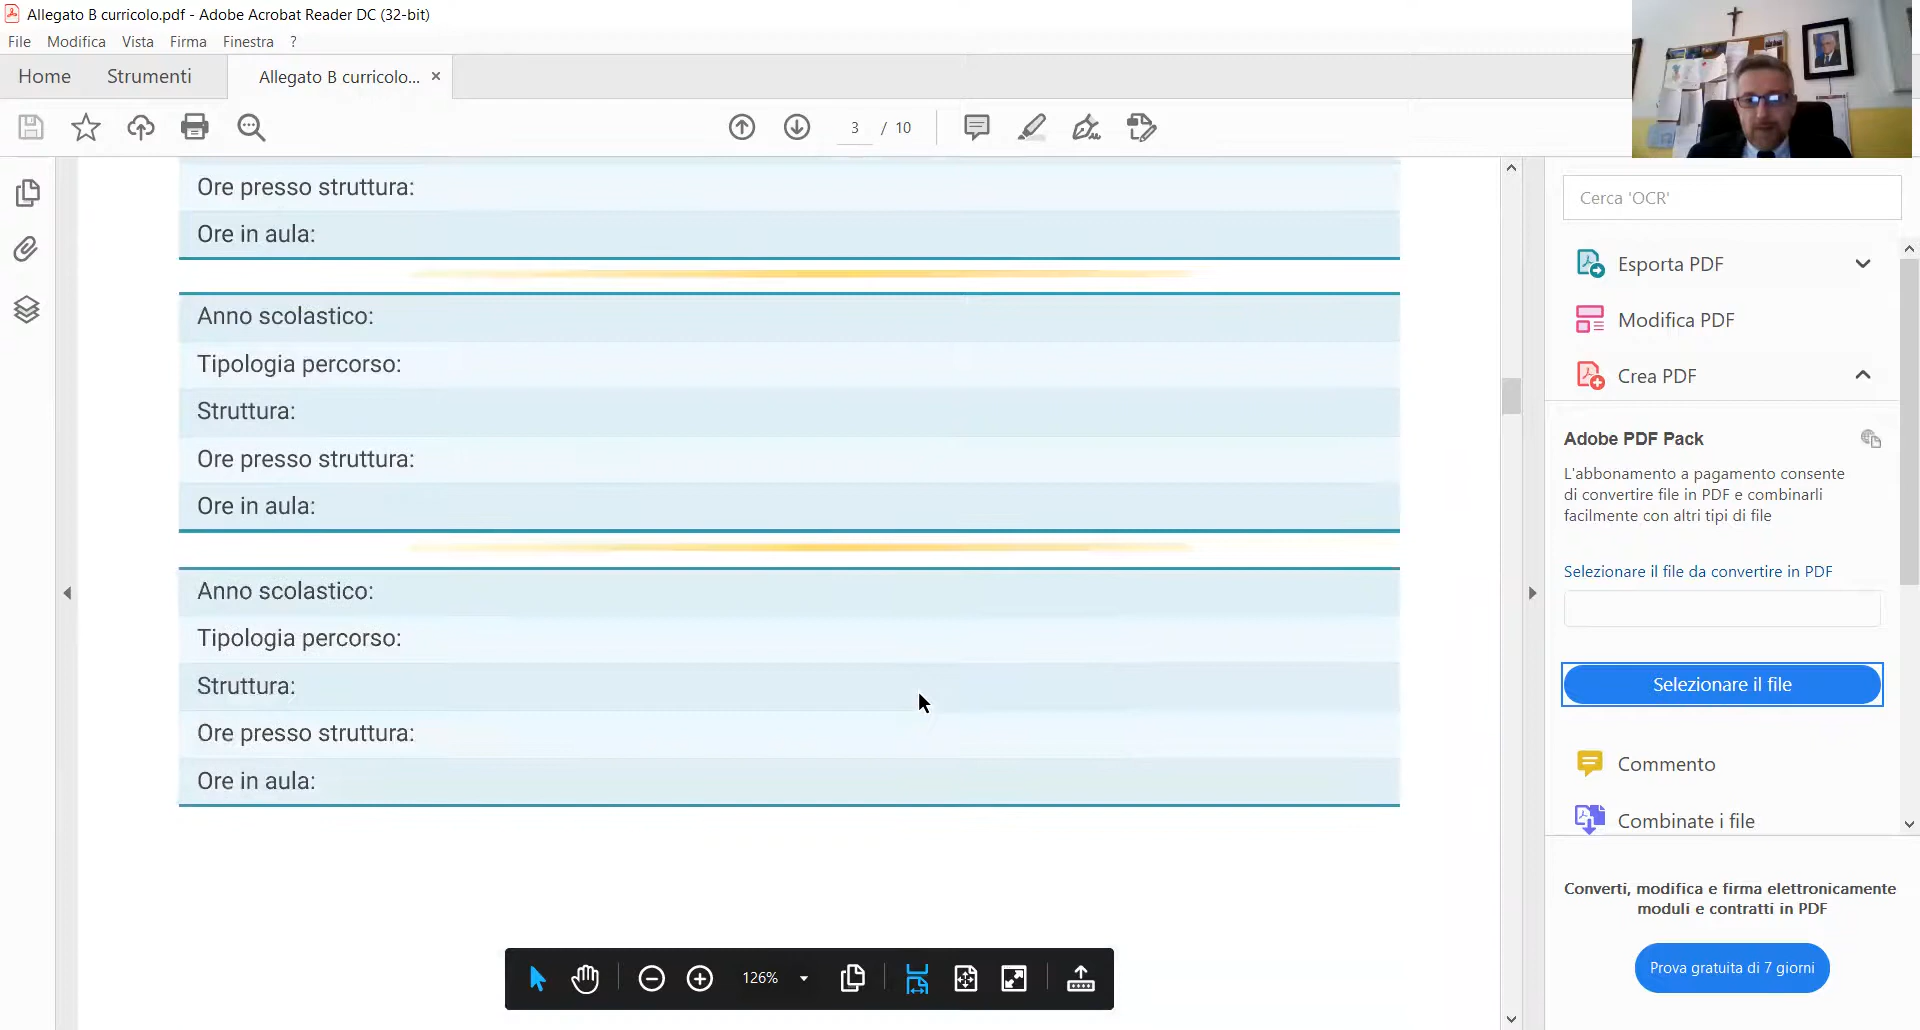 Allegato B curricolo.pdf - Adobe Acrobat Reader DC (32-bit)
File Modifica Vista Firma Finestra ?
Home Strumenti Allegato B curricolo... ×
3 / 10
Ore presso struttura:
Ore in aula:
Anno scolastico:
Tipologia percorso:
Struttura:
Ore presso struttura:
Ore in aula:
Anno scolastico:
Tipologia percorso:
Struttura:
Ore presso struttura:
Ore in aula:
126%
Cerca 'OCR'
Esporta PDF
Modifica PDF
Crea PDF
Adobe PDF Pack
L'abbonamento a pagamento consente
di convertire file in PDF e combinarli
facilmente con altri tipi di file
Selezionare il file da convertire in PDF
Selezionare il file
Commento
Combinate i file
Converti, modifica e firma elettronicamente
moduli e contratti in PDF
Prova gratuita di 7 giorni